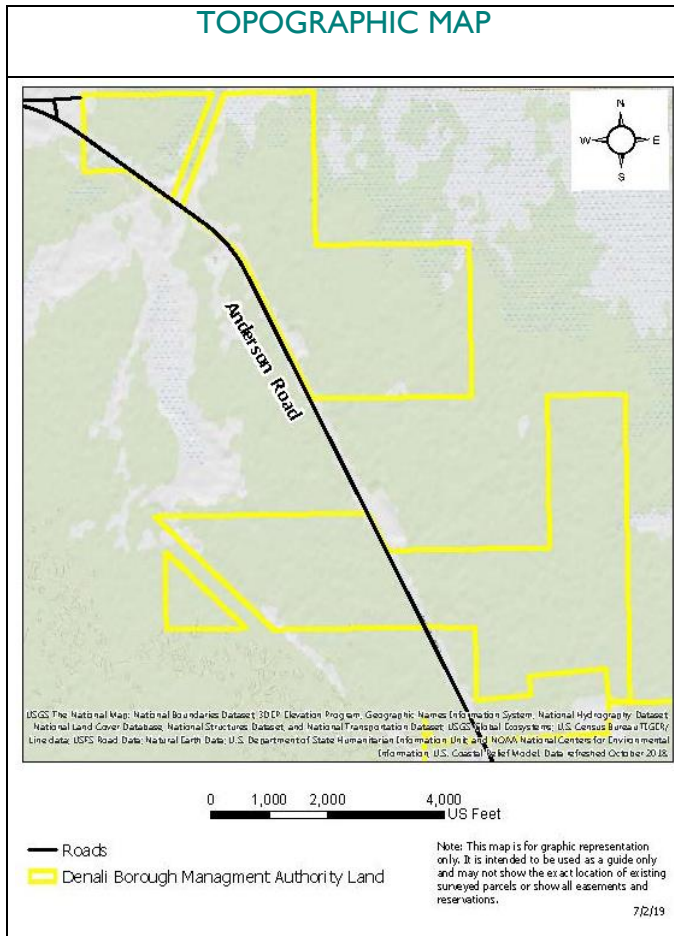 TOPOGRAPHIC MAP
N
W E
S
Anderson Road
USGS The National Map: National Boundaries Dataset, 3DEP Elevation Program, Geographic Names Information System, National Hydrography Dataset,
National Land Cover Database, National Structures Dataset, and National Transportation Dataset; USGS Global Ecosystems; U.S. Census Bureau TIGER/
Line data; USFS Road Data; Natural Earth Data; U.S. Department of State Humanitarian Information Unit; and NOAA National Centers for Environmental
Information, U.S. Coastal Relief Model. Data refreshed October 2018.
0 1,000 2,000 4,000
US Feet
Roads
Denali Borough Managment Authority Land
Note: This map is for graphic representation
only. It is intended to be used as a guide only
and may not show the exact location of existing
surveyed parcels or show all easements and
reservations.
7/2/19